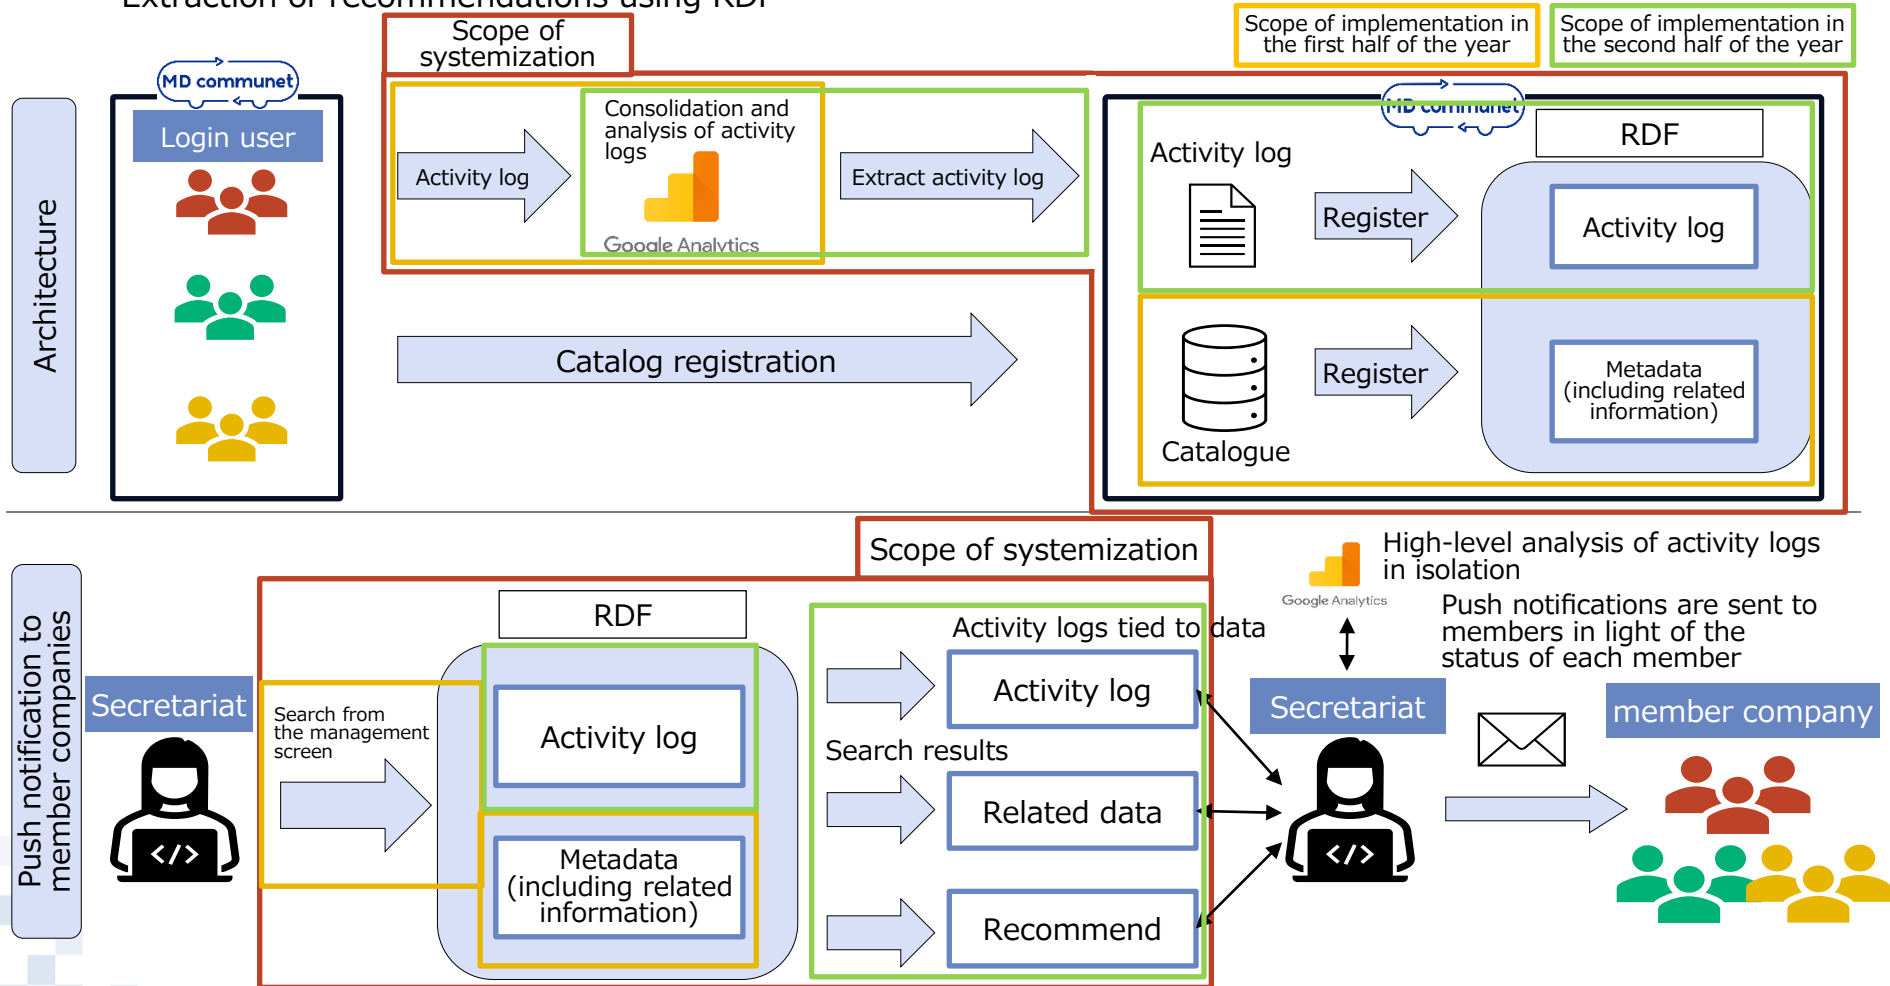 Extraction of recommendations using RDF
Scope of
systemization
Scope of implementation in
the first half of the year
Scope of implementation in
the second half of the year
MD communet
Login user
Architecture
Activity log
Consolidation and
analysis of activity
logs
Google Analytics
Extract activity log
MD communet
Activity log
Register
RDF
Activity log
Catalog registration
Catalogue
Register
Metadata
(including related
information)
Push notification to
member companies
Scope of systemization
Secretariat
Search from
the management
screen
RDF
Activity log
Metadata
(including related
information)
Activity logs tied to data
Activity log
Search results
Related data
Recommend
Google Analytics
High-level analysis of activity logs
in isolation
Push notifications are sent to
members in light of the
status of each member
Secretariat
member company